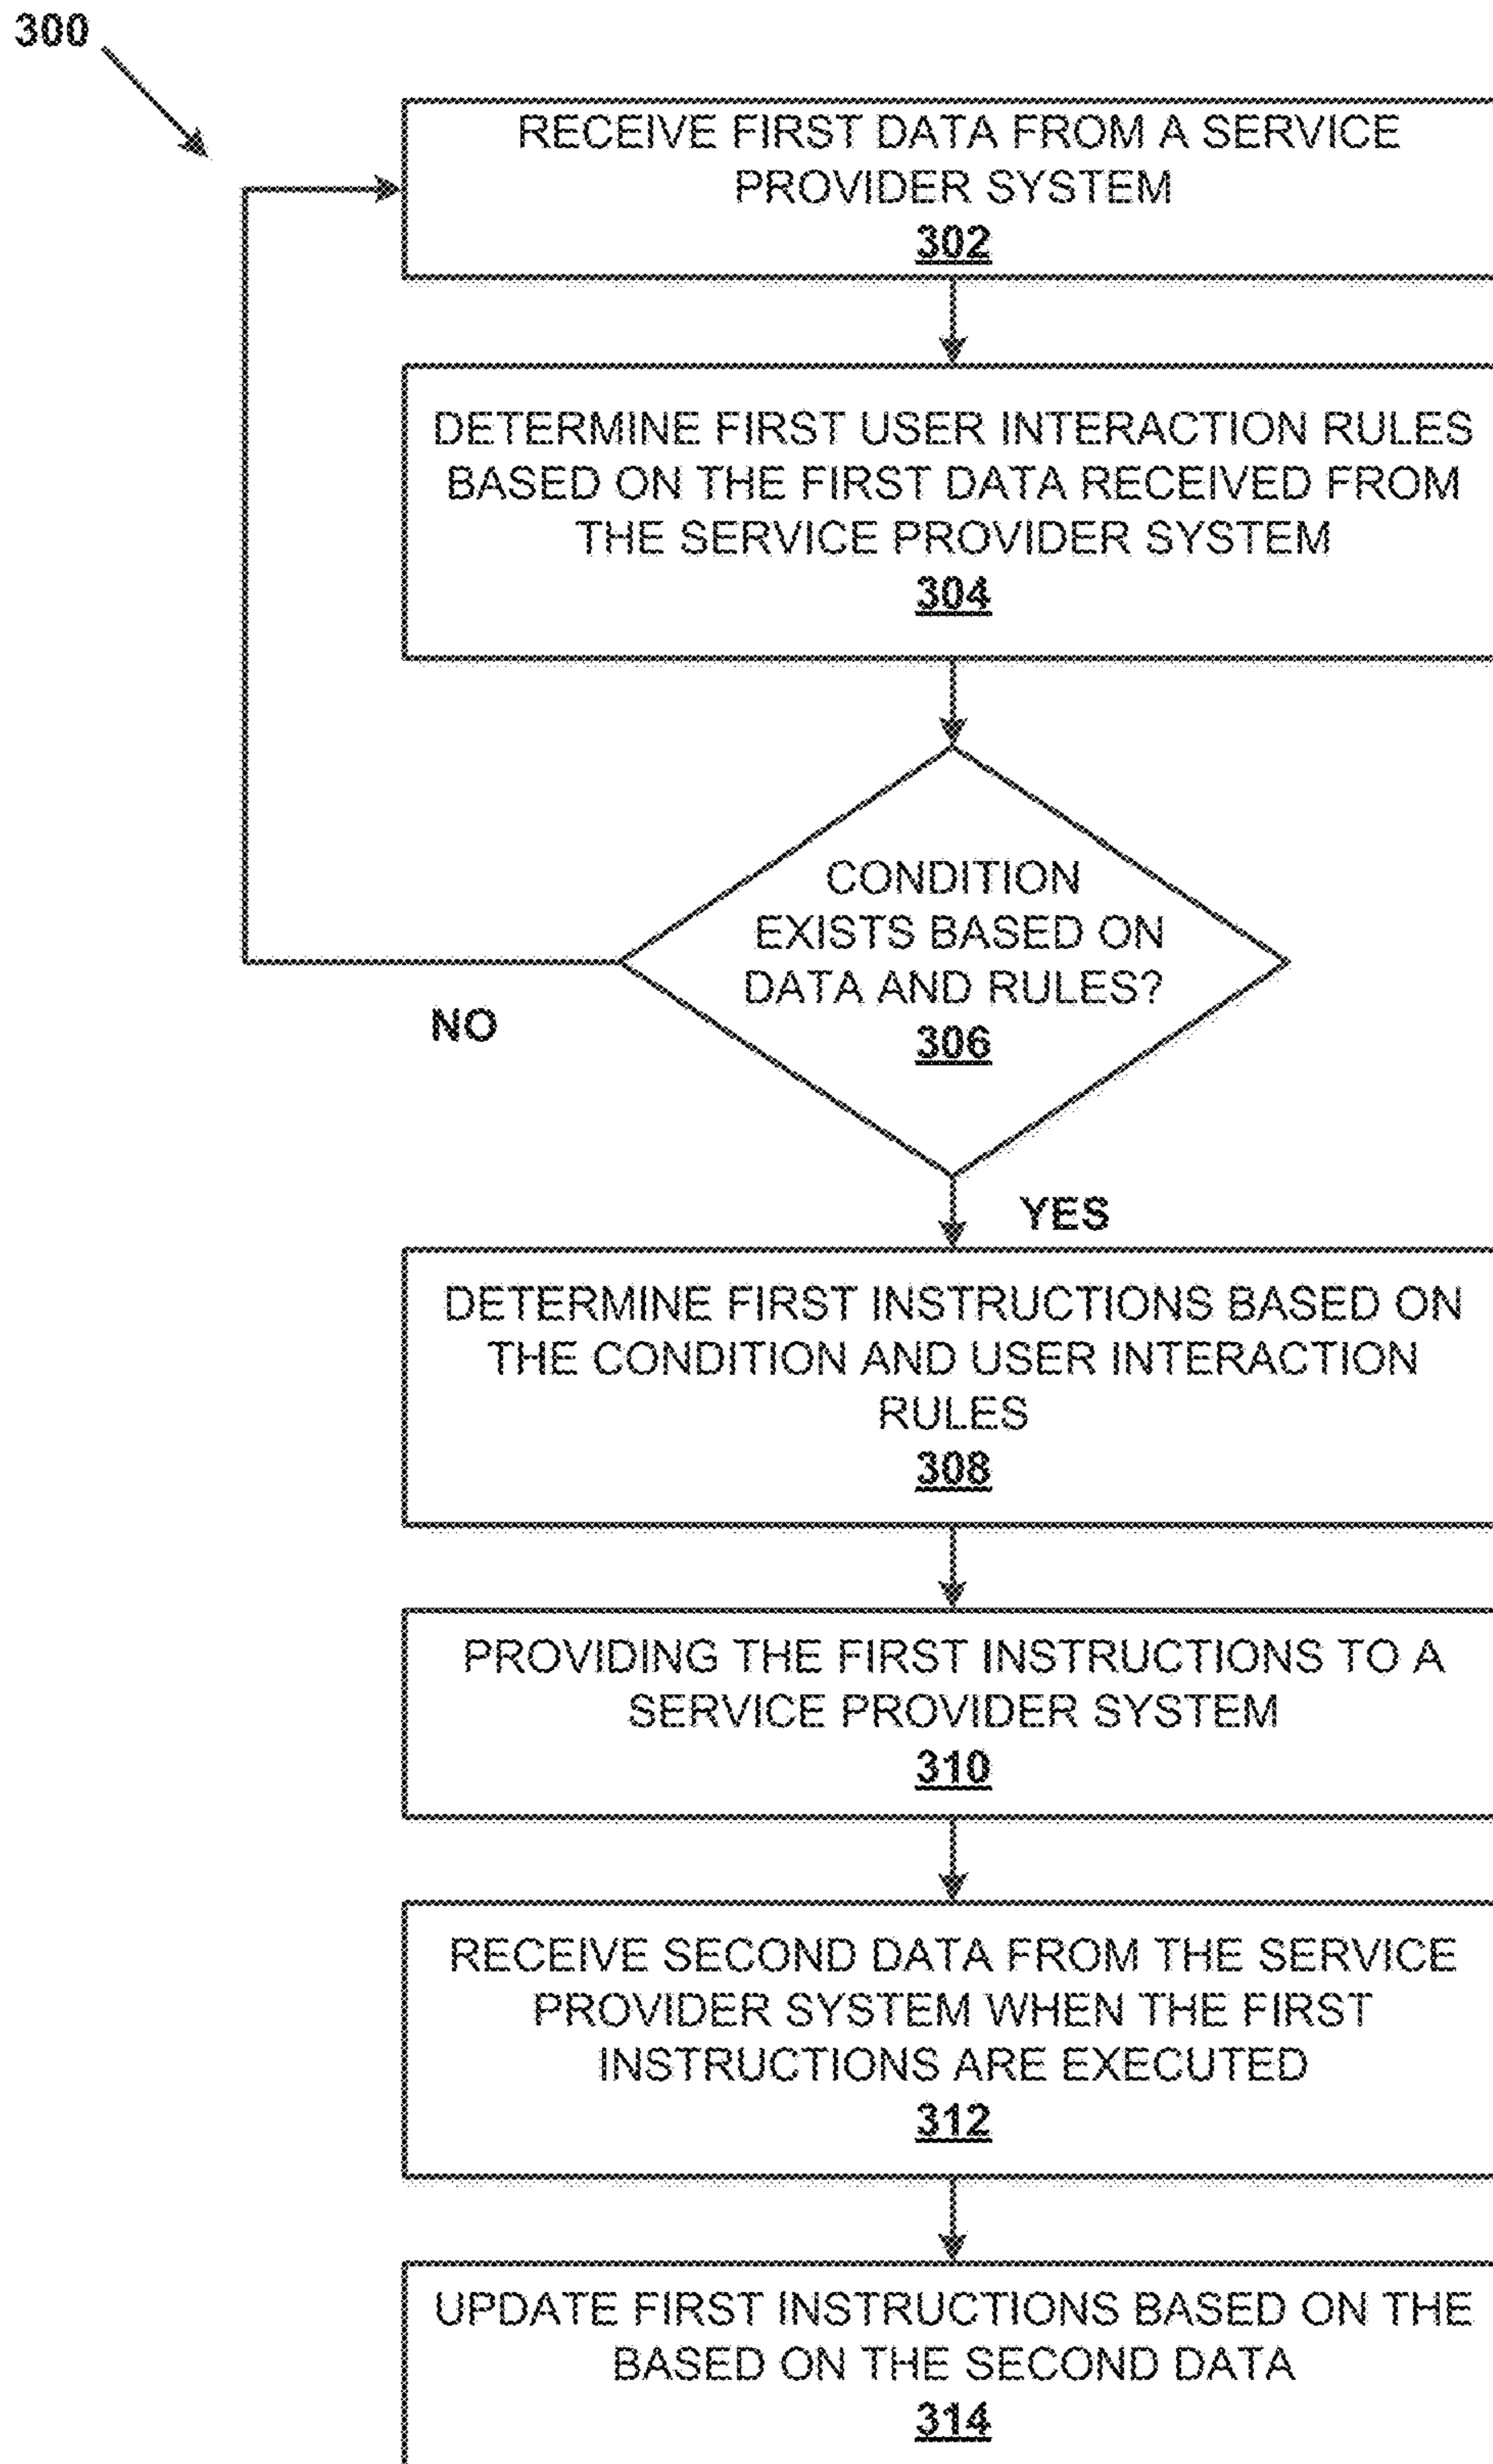 300
RECEIVE FIRST DATA FROM A SERVICE
PROVIDER SYSTEM
302
DETERMINE FIRST USER INTERACTION RULES
BASED ON THE FIRST DATA RECEIVED FROM
THE SERVICE PROVIDER SYSTEM
304
CONDITION
EXISTS BASED ON
DATA AND RULES?
306
NO
YES
DETERMINE FIRST INSTRUCTIONS BASED ON
THE CONDITION AND USER INTERACTION
RULES
308
PROVIDING THE FIRST INSTRUCTIONS TO A
SERVICE PROVIDER SYSTEM
310
RECEIVE SECOND DATA FROM THE SERVICE
PROVIDER SYSTEM WHEN THE FIRST
INSTRUCTIONS ARE EXECUTED
312
UPDATE FIRST INSTRUCTIONS BASED ON THE
BASED ON THE SECOND DATA
314